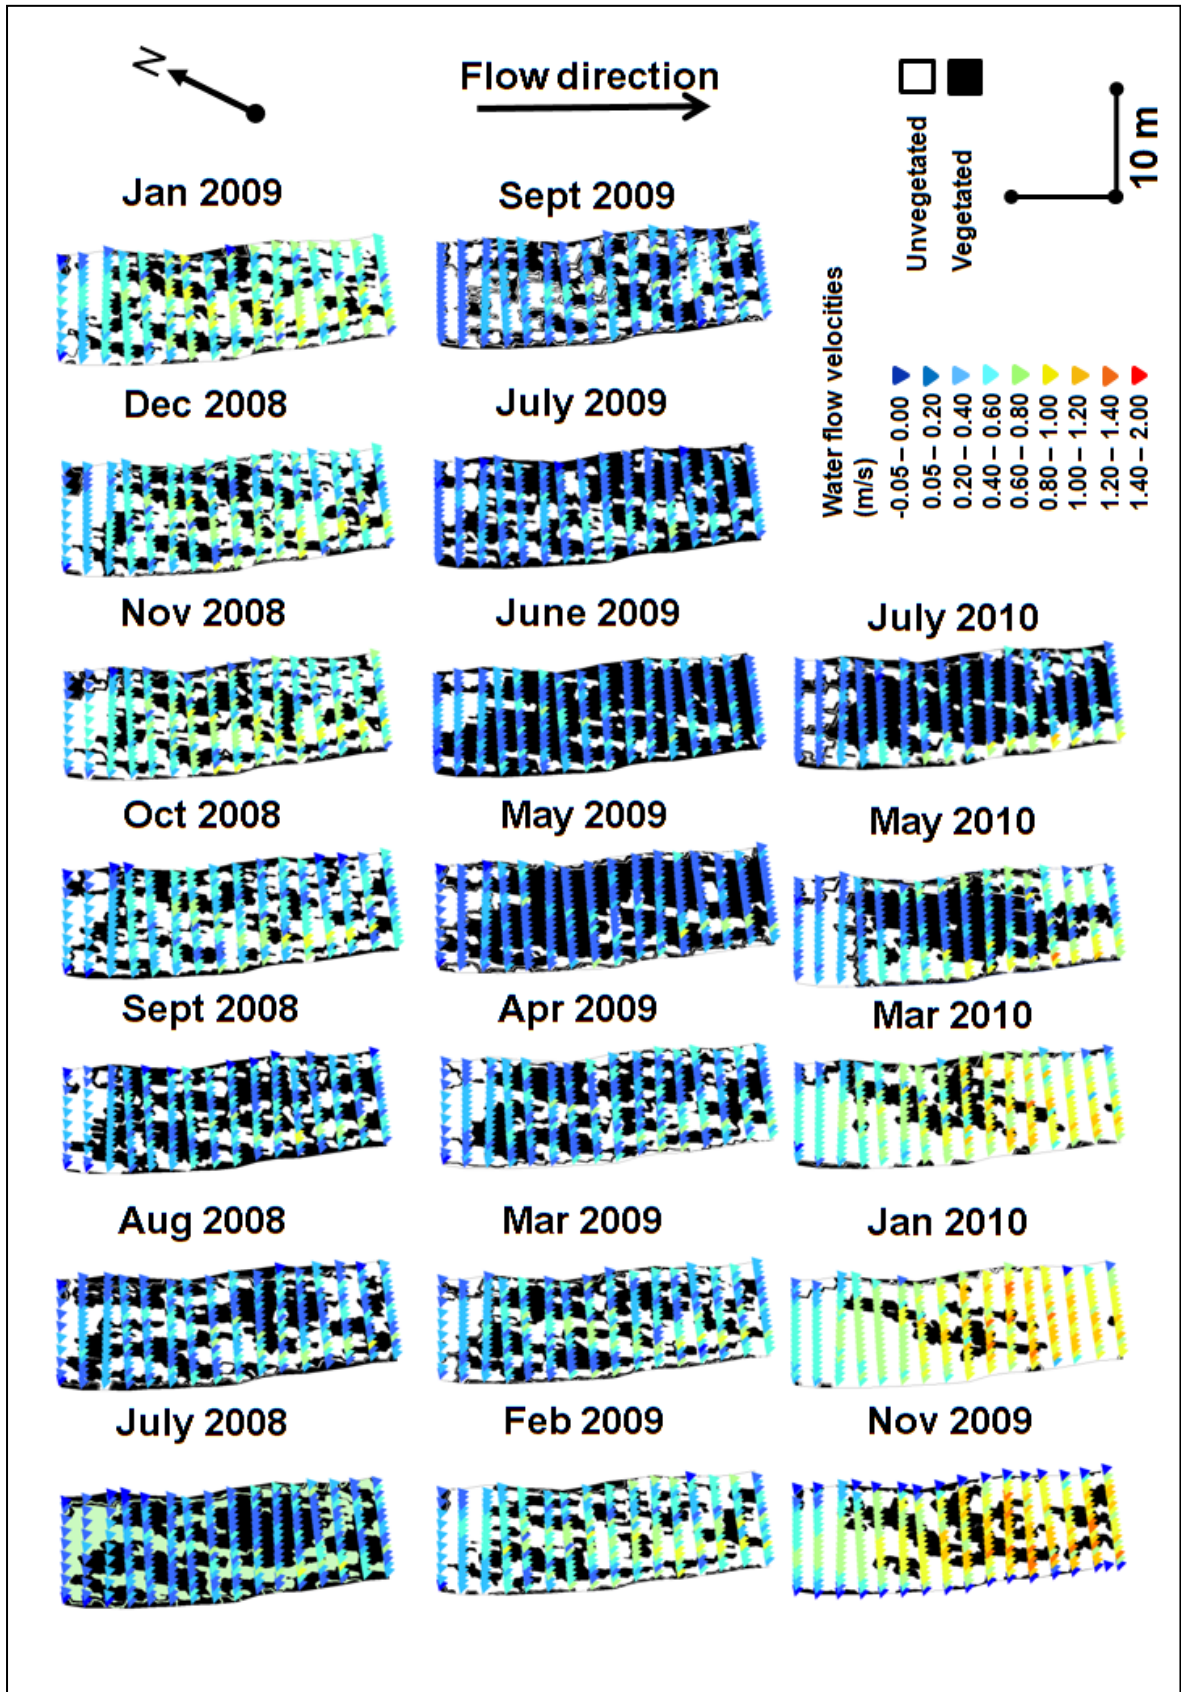 N
Flow direction
Unvegetated
Vegetated
10 m
Jan 2009
Sept 2009
Dec 2008
July 2009
Water flow velocities
(m/s)
-0.05 – 0.00
0.05 – 0.20
0.20 – 0.40
0.40 – 0.60
0.60 – 0.80
0.80 – 1.00
1.00 – 1.20
1.20 – 1.40
1.40 – 2.00
Nov 2008
June 2009
July 2010
Oct 2008
May 2009
May 2010
Sept 2008
Apr 2009
Mar 2010
Aug 2008
Mar 2009
Jan 2010
July 2008
Feb 2009
Nov 2009